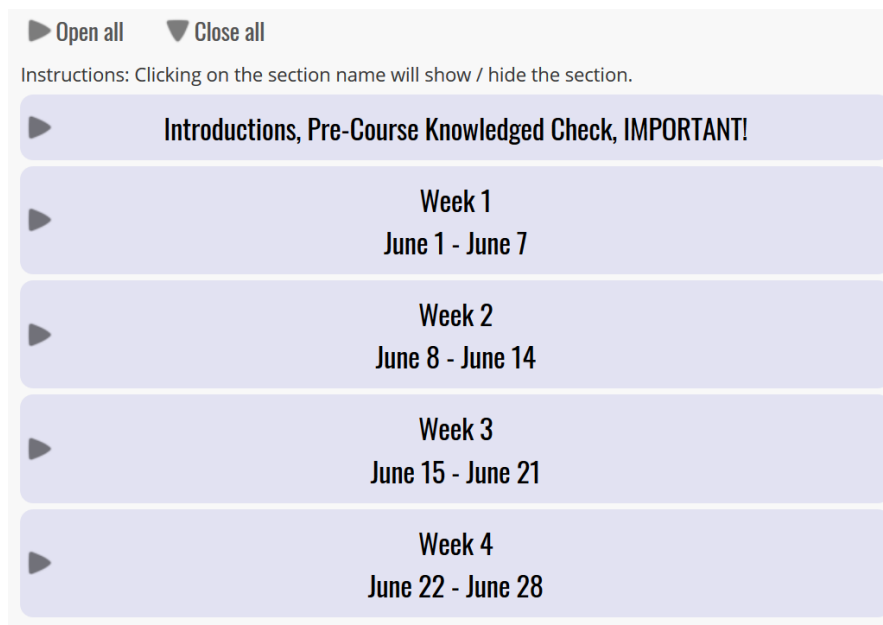 Open all Close all
Instructions: Clicking on the section name will show / hide the section.
Introductions, Pre-Course Knowledged Check, IMPORTANT!
Week 1
June 1 - June 7
Week 2
June 8 - June 14
Week 3
June 15 - June 21
Week 4
June 22 - June 28